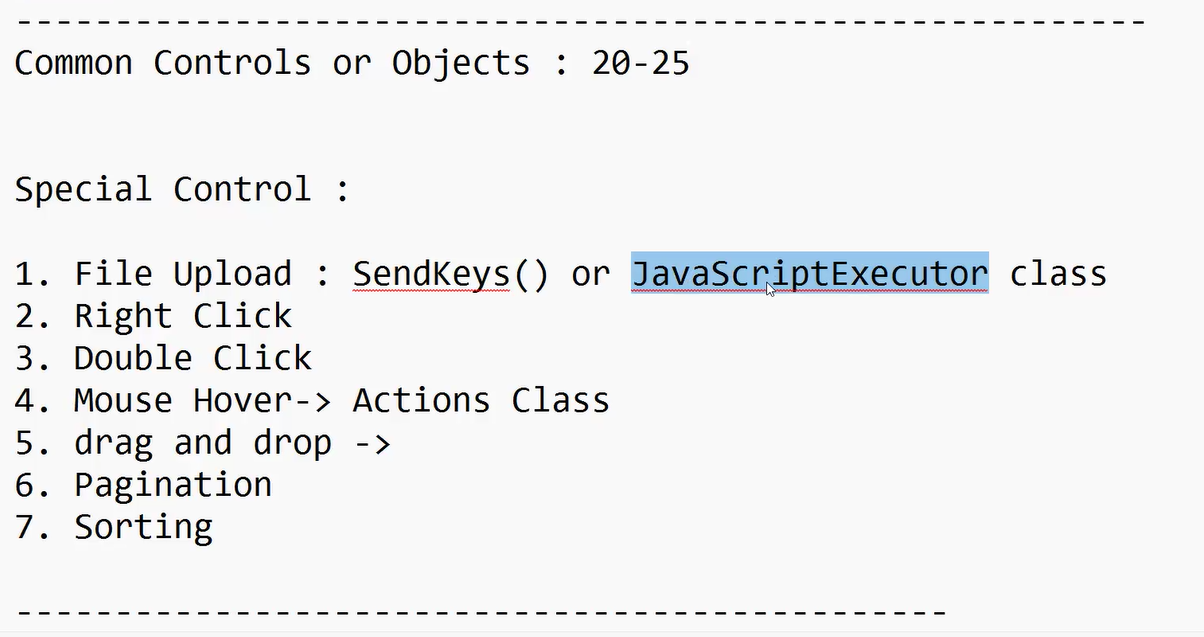 ---------------------------------------------------------
Common Controls or Objects : 20-25
Special Control :
1. File Upload : SendKeys() or JavaScriptExecutor class
2. Right Click
3. Double Click
4. Mouse Hover-> Actions Class
5. drag and drop ->
6. Pagination
7. Sorting
-----------------------------------------------